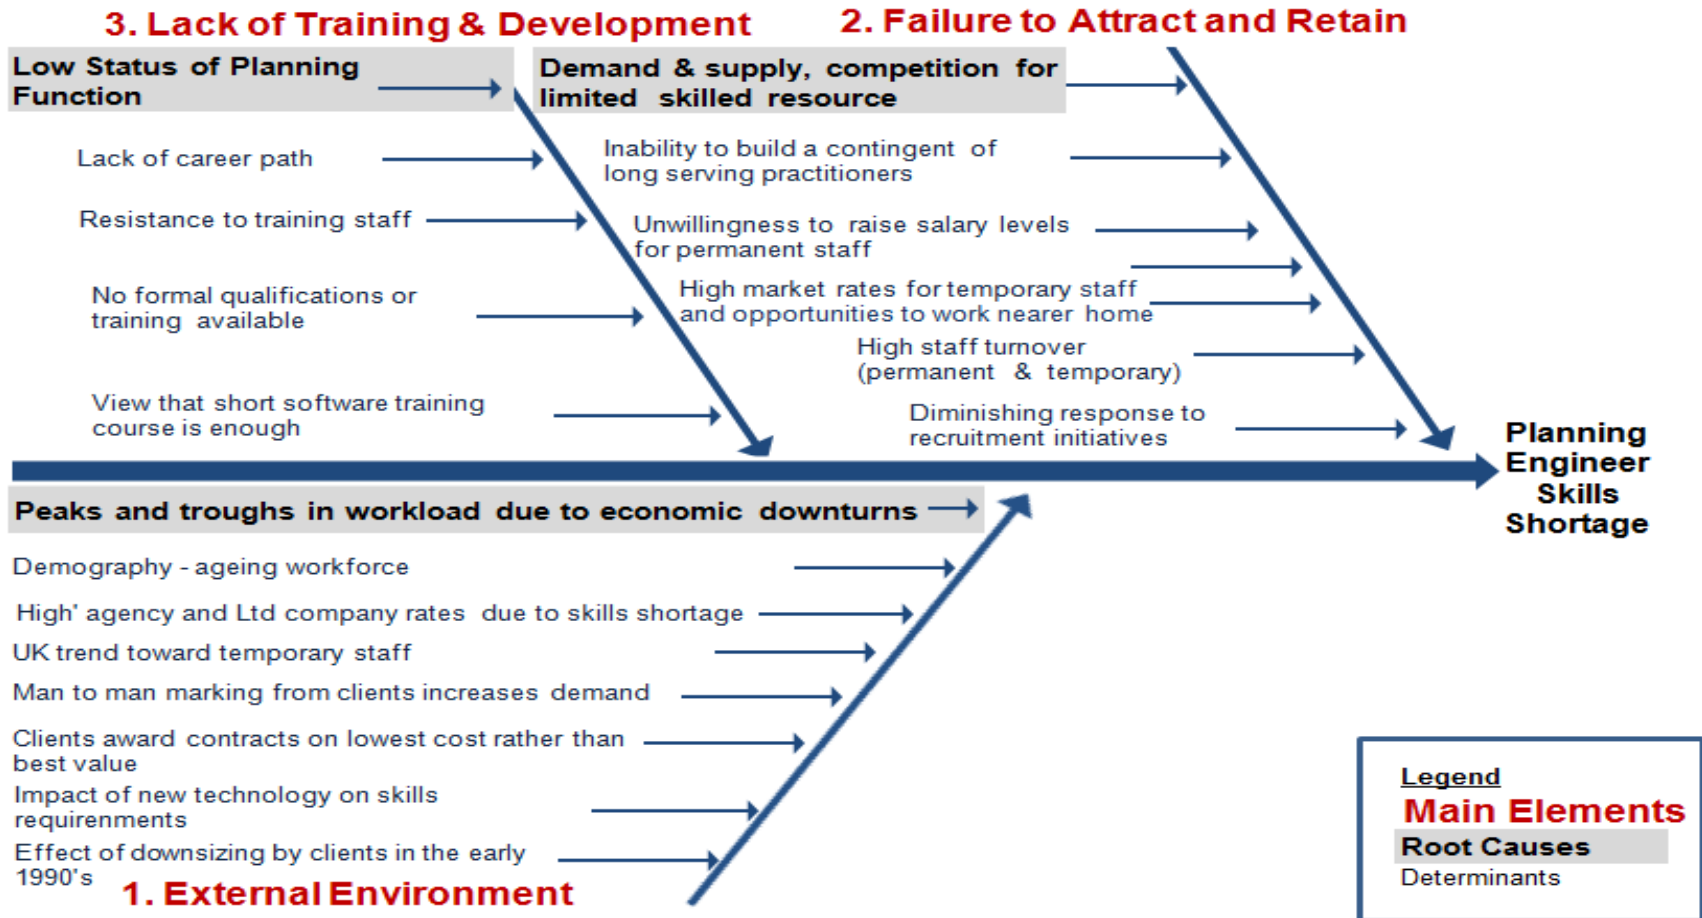 3. Lack of Training & Development
2. Failure to Attract and Retain
Low Status of Planning
Function
Demand & supply, competition for
limited skilled resource
Lack of career path
Inability to build a contingent of
long serving practitioners
Resistance to training staff
Unwillingness to raise salary levels
for permanent staff
No formal qualifications or
training available
High market rates for temporary staff
and opportunities to work nearer home
High staff turnover
(permanent & temporary)
View that short software training
course is enough
Diminishing response to
recruitment initiatives
Planning
Engineer
Skills
Shortage
Peaks and troughs in workload due to economic downturns
Demography - ageing workforce
High' agency and Ltd company rates due to skills shortage
UK trend toward temporary staff
Man to man marking from clients increases demand
Clients award contracts on lowest cost rather than
best value
Impact of new technology on skills
requirenments
Effect of downsizing by clients in the early
1990's
1. External Environment
Legend
Main Elements
Root Causes
Determinants